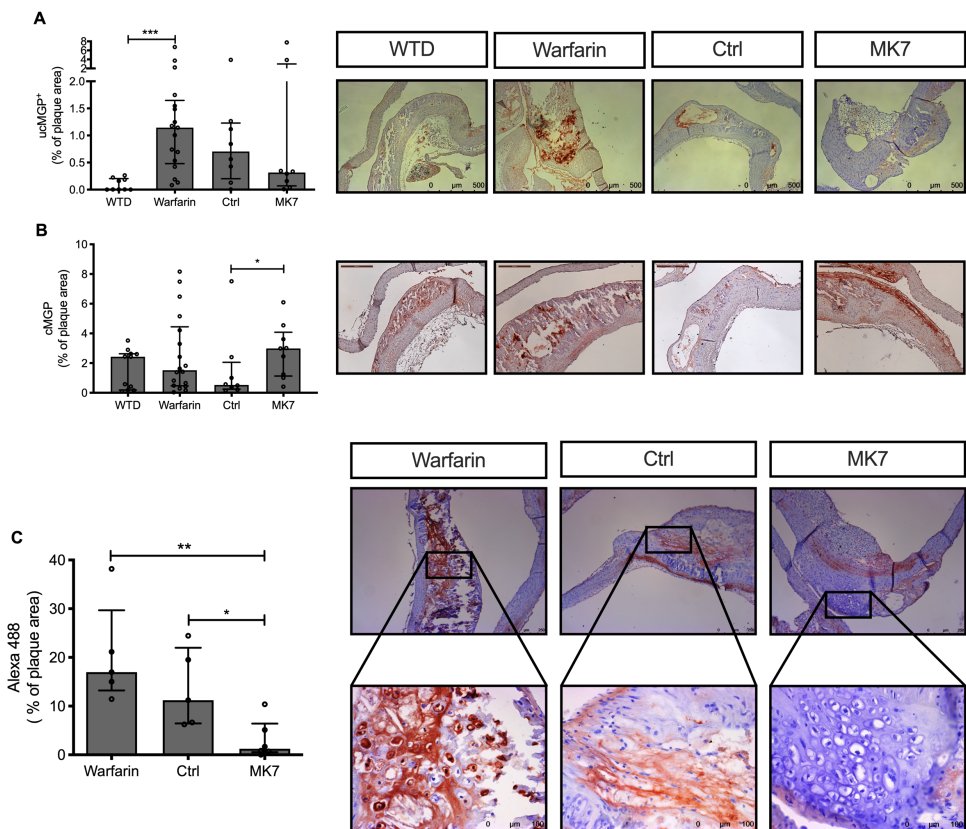 A
ucMGP+
(% of plaque area)
8
6
4
2
2.0
1.5
1.0
0.5
0.0
***
WTD
Warfarin
Ctrl
MK7
WTD
Warfarin
Ctrl
MK7
0 µm 500
0 µm 500
0 µm 500
0 µm 500
B
cMGP
(% of plaque area)
10
8
6
4
2
0
*
WTD
Warfarin
Ctrl
MK7
C
Alexa 488
( % of plaque area)
40
30
20
10
0
**
*
Warfarin
Ctrl
MK7
Warfarin
Ctrl
MK7
0 µm 100
0 µm 100
0 µm 100